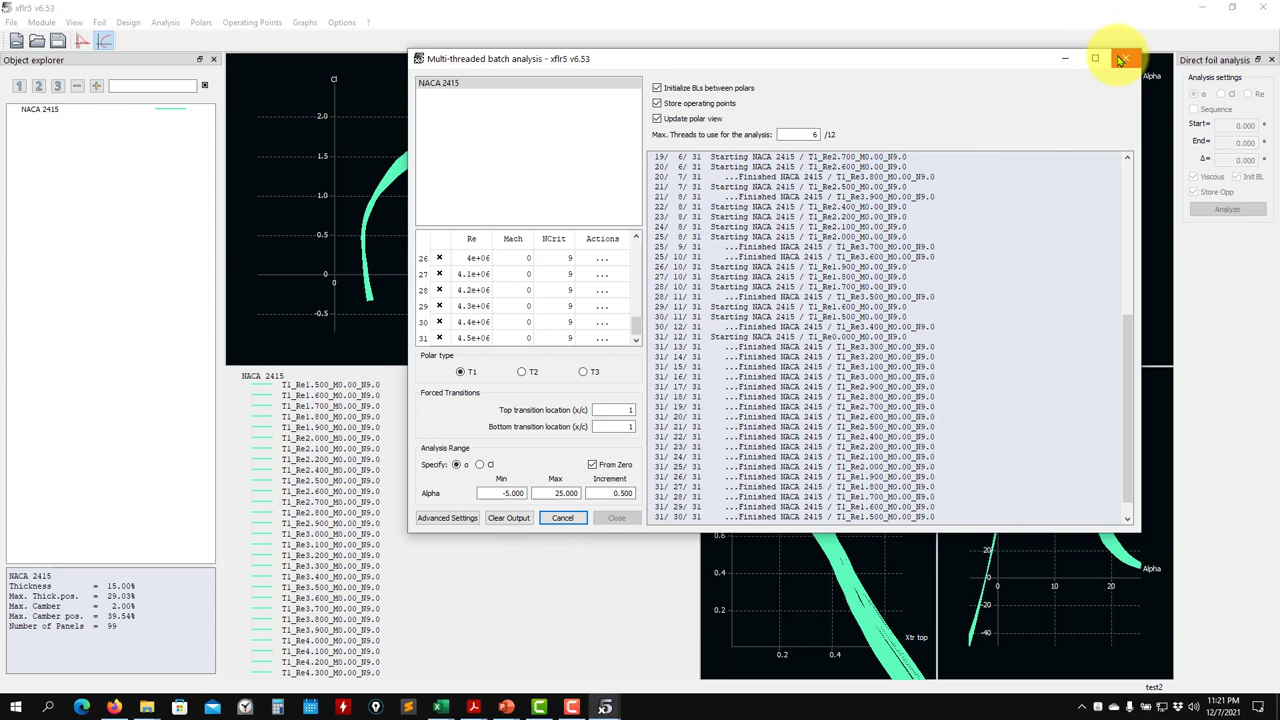 xflr5 v6.53
File Module View Foil Design Analysis Polars Operating Points Graphs Options ?
Object explorer
1 2 3
NACA 2415
Cl
2.0
1.5
1.0
0.5
0
-0.5
0
NACA 2415
T1_Re1.500_M0.00_N9.0
T1_Re1.600_M0.00_N9.0
T1_Re1.700_M0.00_N9.0
T1_Re1.800_M0.00_N9.0
T1_Re1.900_M0.00_N9.0
T1_Re2.000_M0.00_N9.0
T1_Re2.100_M0.00_N9.0
T1_Re2.200_M0.00_N9.0
T1_Re2.400_M0.00_N9.0
T1_Re2.500_M0.00_N9.0
T1_Re2.600_M0.00_N9.0
T1_Re2.700_M0.00_N9.0
T1_Re2.800_M0.00_N9.0
T1_Re2.900_M0.00_N9.0
T1_Re3.000_M0.00_N9.0
T1_Re3.200_M0.00_N9.0
T1_Re3.300_M0.00_N9.0
T1_Re3.400_M0.00_N9.0
T1_Re3.500_M0.00_N9.0
T1_Re3.600_M0.00_N9.0
T1_Re3.700_M0.00_N9.0
T1_Re3.800_M0.00_N9.0
T1_Re3.900_M0.00_N9.0
T1_Re4.000_M0.00_N9.0
T1_Re4.100_M0.00_N9.0
T1_Re4.200_M0.00_N9.0
T1_Re4.300_M0.00_N9.0
NACA 2415
Thickness = 15.00%
Max. Thick.pos. = 29.03%
Max. Camber = 2.00%
Max. Camber pos. = 39.54%
Number of Panels = 99
Multi-threaded batch analysis - xflr5 v6.53
NACA 2415
Re Mach NCrit Actions
26 4e+06 0 9 ...
27 4.1e+06 0 9 ...
28 4.2e+06 0 9 ...
29 4.3e+06 0 9 ...
30 4.4e+06 0 9 ...
31 4.5e+06 0 9 ...
Polar type
T1 T2 T3
Forced Transitions
Top transition location (x/c) 1
Bottom transition location (x/c) 1
Analysis Range
Specify: α Cl From Zero
Min Max Increment
Alpha -5.000 25.000 0.500
Advanced Settings Clear Output Cancel Close
Initialize BLs between polars
Store operating points
Update polar view
Max. Threads to use for the analysis: 6 /12
19/ 6/ 31 Starting NACA 2415 / T1_Re2.700_M0.00_N9.0
20/ 6/ 31 Starting NACA 2415 / T1_Re2.600_M0.00_N9.0
20/ 7/ 31 ...Finished NACA 2415 / T1_Re3.800_M0.00_N9.0
21/ 7/ 31 Starting NACA 2415 / T1_Re2.500_M0.00_N9.0
21/ 8/ 31 ...Finished NACA 2415 / T1_Re3.900_M0.00_N9.0
22/ 8/ 31 Starting NACA 2415 / T1_Re2.400_M0.00_N9.0
23/ 8/ 31 Starting NACA 2415 / T1_Re2.200_M0.00_N9.0
24/ 8/ 31 Starting NACA 2415 / T1_Re2.100_M0.00_N9.0
25/ 8/ 31 Starting NACA 2415 / T1_Re2.000_M0.00_N9.0
25/ 9/ 31 ...Finished NACA 2415 / T1_Re3.700_M0.00_N9.0
25/ 10/ 31 ...Finished NACA 2415 / T1_Re3.600_M0.00_N9.0
26/ 10/ 31 Starting NACA 2415 / T1_Re1.900_M0.00_N9.0
27/ 10/ 31 Starting NACA 2415 / T1_Re1.800_M0.00_N9.0
28/ 10/ 31 Starting NACA 2415 / T1_Re1.700_M0.00_N9.0
28/ 11/ 31 ...Finished NACA 2415 / T1_Re3.500_M0.00_N9.0
29/ 11/ 31 Starting NACA 2415 / T1_Re1.600_M0.00_N9.0
30/ 11/ 31 Starting NACA 2415 / T1_Re1.500_M0.00_N9.0
30/ 12/ 31 ...Finished NACA 2415 / T1_Re3.400_M0.00_N9.0
31/ 12/ 31 Starting NACA 2415 / T1_Re0.000_M0.00_N9.0
31/ 13/ 31 ...Finished NACA 2415 / T1_Re3.300_M0.00_N9.0
31/ 14/ 31 ...Finished NACA 2415 / T1_Re3.200_M0.00_N9.0
31/ 15/ 31 ...Finished NACA 2415 / T1_Re3.100_M0.00_N9.0
31/ 16/ 31 ...Finished NACA 2415 / T1_Re3.000_M0.00_N9.0
31/ 17/ 31 ...Finished NACA 2415 / T1_Re2.900_M0.00_N9.0
31/ 18/ 31 ...Finished NACA 2415 / T1_Re2.800_M0.00_N9.0
31/ 19/ 31 ...Finished NACA 2415 / T1_Re2.700_M0.00_N9.0
31/ 20/ 31 ...Finished NACA 2415 / T1_Re2.600_M0.00_N9.0
31/ 21/ 31 ...Finished NACA 2415 / T1_Re2.500_M0.00_N9.0
31/ 22/ 31 ...Finished NACA 2415 / T1_Re2.400_M0.00_N9.0
31/ 23/ 31 ...Finished NACA 2415 / T1_Re2.200_M0.00_N9.0
31/ 24/ 31 ...Finished NACA 2415 / T1_Re2.100_M0.00_N9.0
31/ 25/ 31 ...Finished NACA 2415 / T1_Re2.000_M0.00_N9.0
31/ 26/ 31 ...Finished NACA 2415 / T1_Re1.900_M0.00_N9.0
31/ 27/ 31 ...Finished NACA 2415 / T1_Re1.800_M0.00_N9.0
31/ 28/ 31 ...Finished NACA 2415 / T1_Re1.700_M0.00_N9.0
31/ 29/ 31 ...Finished NACA 2415 / T1_Re1.600_M0.00_N9.0
31/ 30/ 31 ...Finished NACA 2415 / T1_Re1.500_M0.00_N9.0
Alpha
0.6
0.4
0.2
Xtr top
0.2 0.4
20
0 10 20
-20
-40
Alpha
Direct foil analysis
Analysis settings
α Cl Re
Sequence
Start= 0.000 °
End= 0.000 °
Δ= 0.000 °
Viscous Init BL
Store Opp
Analyze
test2
11:21 PM
12/7/2021